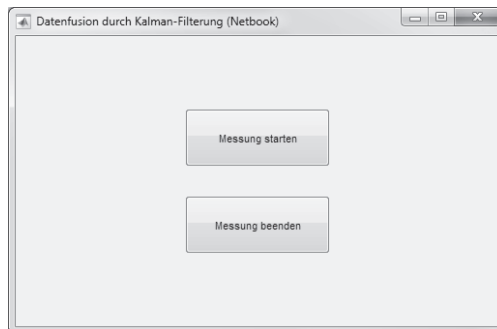 Datenfusion durch Kalman-Filterung (Netbook)
Messung starten
Messung beenden